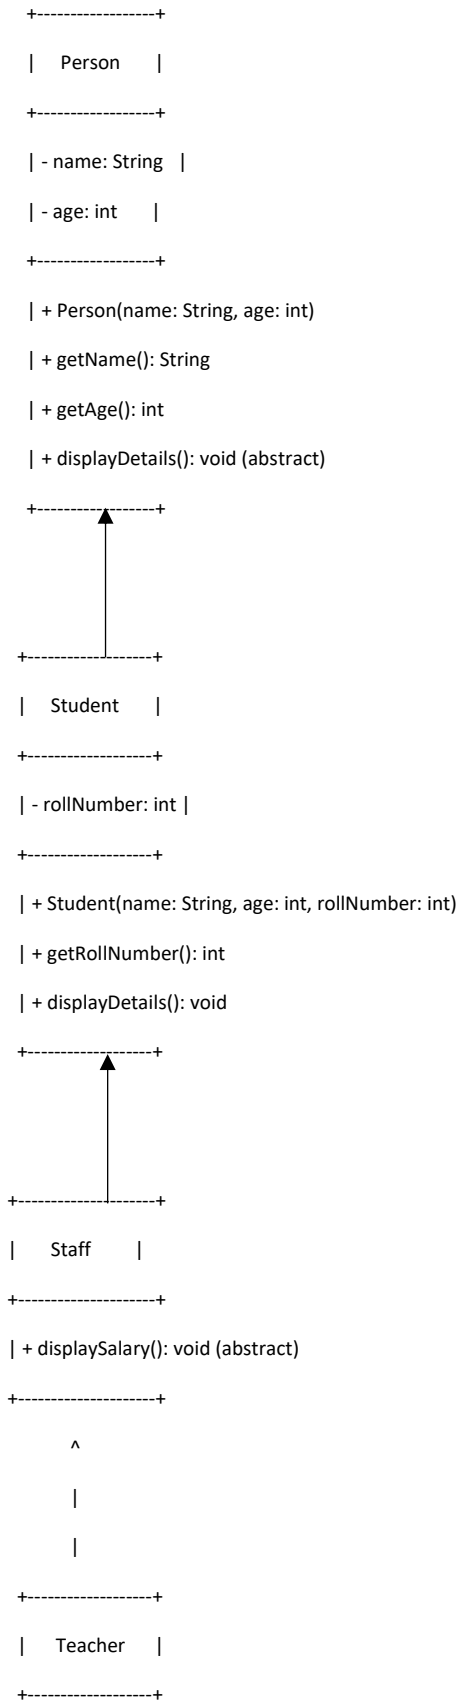 +------------------+
| Person |
+------------------+
| - name: String |
| - age: int |
+------------------+
| + Person(name: String, age: int)
| + getName(): String
| + getAge(): int
| + displayDetails(): void (abstract)
+------------------+
+-------------------+
| Student |
+-------------------+
| - rollNumber: int |
+-------------------+
| + Student(name: String, age: int, rollNumber: int)
| + getRollNumber(): int
| + displayDetails(): void
+-------------------+
+---------------------+
| Staff |
+---------------------+
| + displaySalary(): void (abstract)
+---------------------+
^
|
|
+-------------------+
| Teacher |
+-------------------+